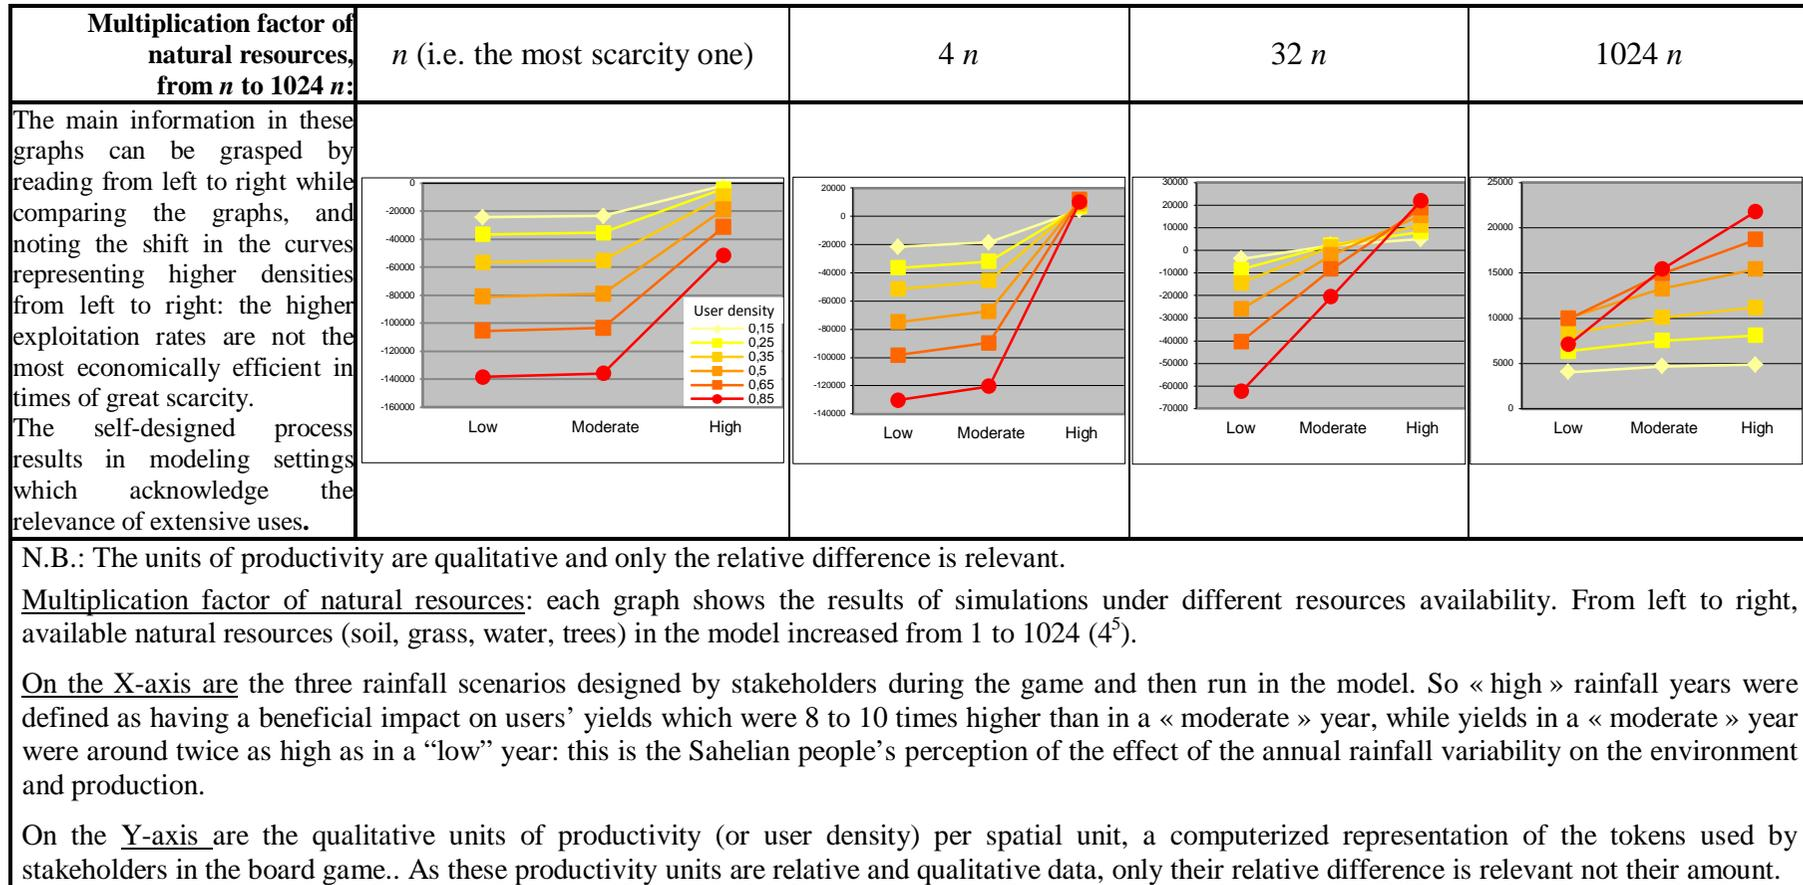 Multiplication factor of
natural resources,
from n to 1024 n:
n (i.e. the most scarcity one)
4 n
32 n
1024 n
The main information in these
graphs can be grasped by
reading from left to right while
comparing the graphs, and
noting the shift in the curves
representing higher densities
from left to right: the higher
exploitation rates are not the
most economically efficient in
times of great scarcity.
The self-designed process
results in modeling settings
which acknowledge the
relevance of extensive uses.
0
-20000
-40000
-60000
-80000
-100000
-120000
-140000
-160000
Low Moderate High
User density
0,15
0,25
0,35
0,5
0,65
0,85
20000
0
-20000
-40000
-60000
-80000
-100000
-120000
-140000
Low Moderate High
30000
20000
10000
0
-10000
-20000
-30000
-40000
-50000
-60000
-70000
Low Moderate High
25000
20000
15000
10000
5000
0
Low Moderate High
N.B.: The units of productivity are qualitative and only the relative difference is relevant.
Multiplication factor of natural resources: each graph shows the results of simulations under different resources availability. From left to right,
available natural resources (soil, grass, water, trees) in the model increased from 1 to 1024 (4⁵).
On the X-axis are the three rainfall scenarios designed by stakeholders during the game and then run in the model. So « high » rainfall years were
defined as having a beneficial impact on users’ yields which were 8 to 10 times higher than in a « moderate » year, while yields in a « moderate » year
were around twice as high as in a “low” year: this is the Sahelian people’s perception of the effect of the annual rainfall variability on the environment
and production.
On the Y-axis are the qualitative units of productivity (or user density) per spatial unit, a computerized representation of the tokens used by
stakeholders in the board game.. As these productivity units are relative and qualitative data, only their relative difference is relevant not their amount.